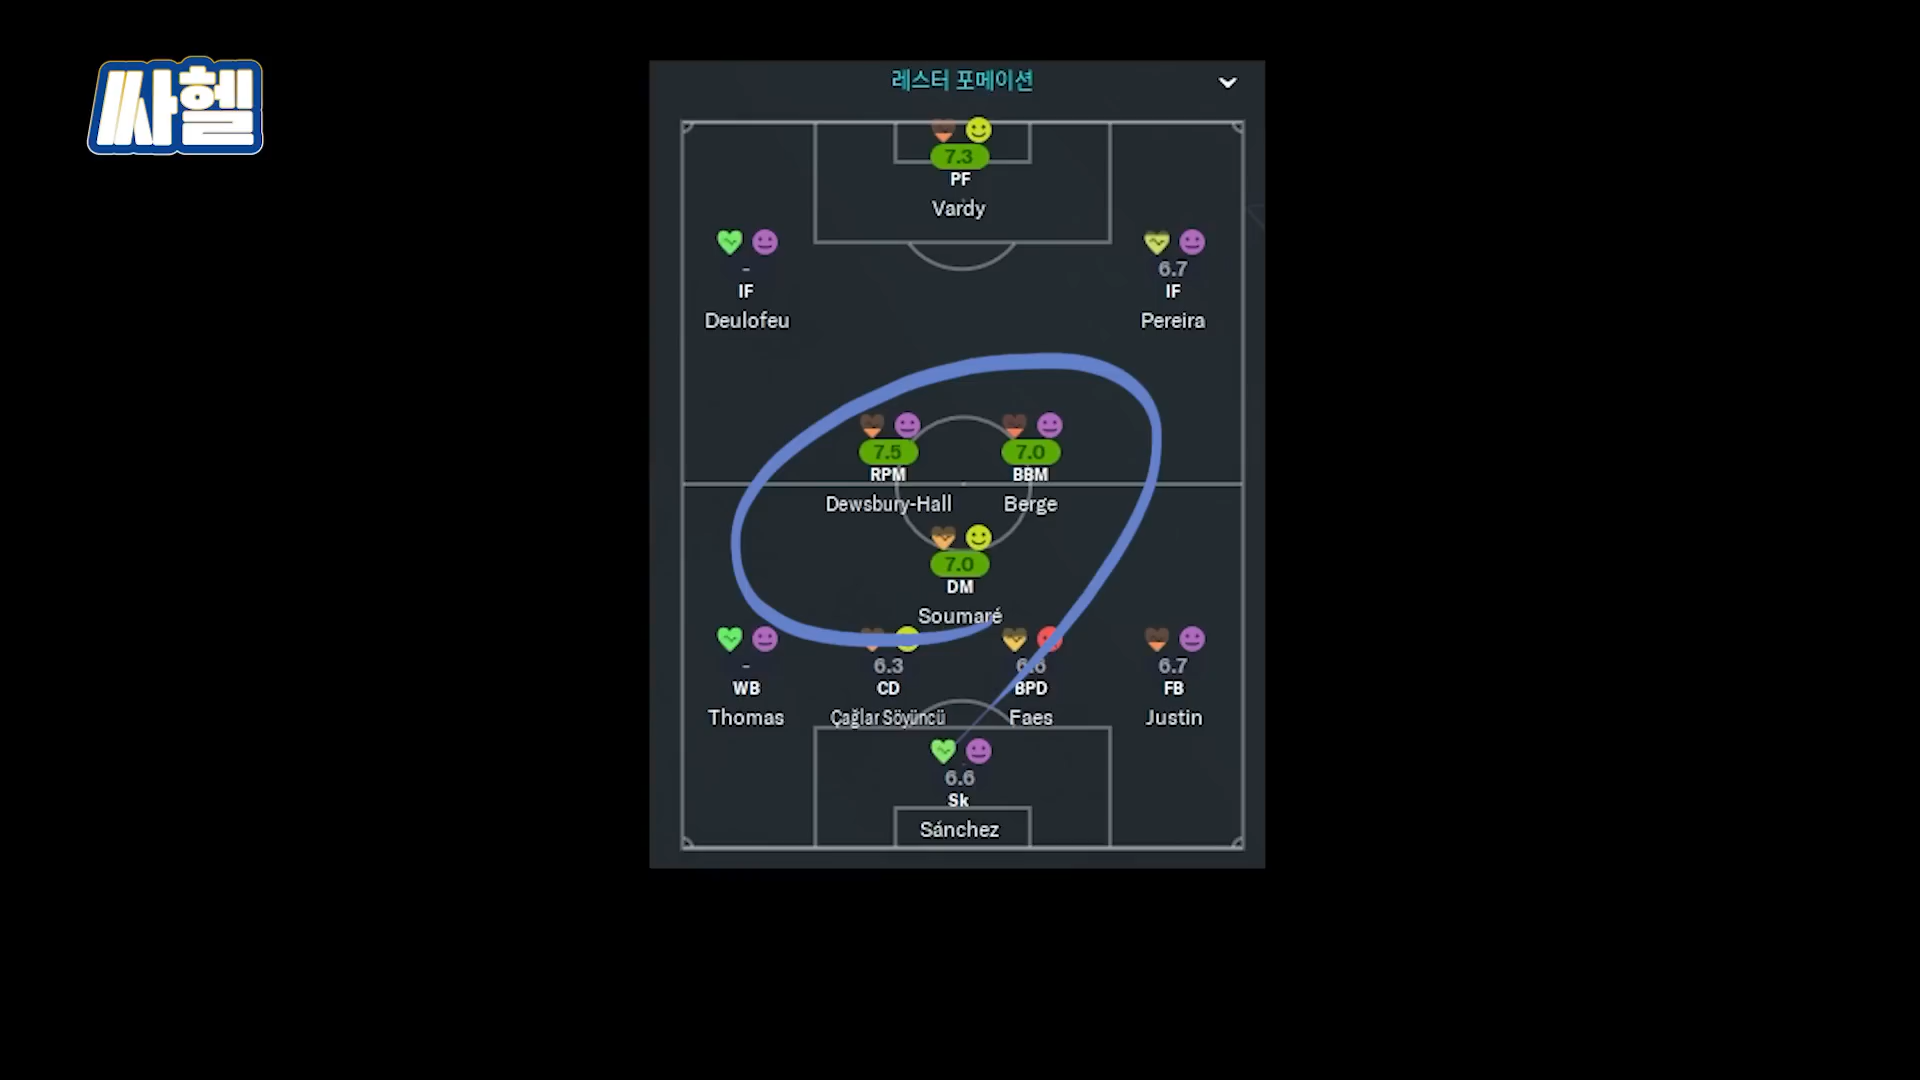 싸헬
레스터 포메이션
7.3
PF
Vardy
-
IF
Deulofeu
6.7
IF
Pereira
7.5
RPM
Dewsbury-Hall
7.0
BBM
Berge
7.0
DM
Soumaré
-
WB
Thomas
6.3
CD
Çağlar Söyüncü
6.6
BPD
Faes
6.7
FB
Justin
6.6
Sk
Sánchez